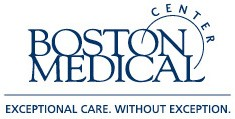 BOSTON
MEDICAL
CENTER
EXCEPTIONAL CARE. WITHOUT EXCEPTION.